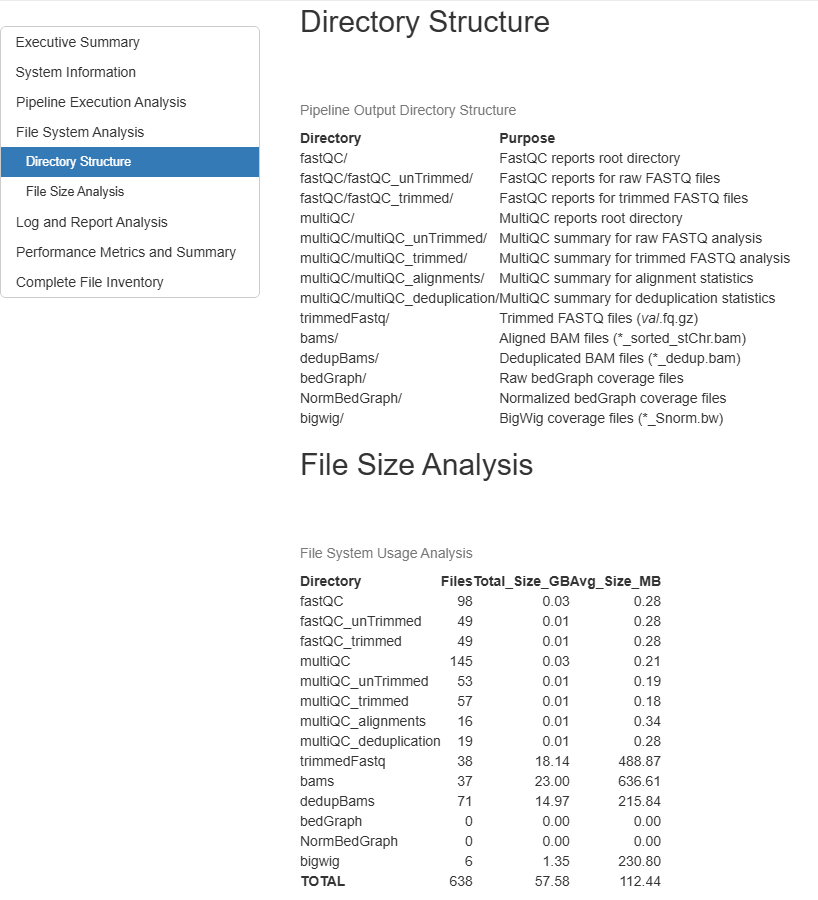 Executive Summary
System Information
Pipeline Execution Analysis
File System Analysis
Directory Structure
File Size Analysis
Log and Report Analysis
Performance Metrics and Summary
Complete File Inventory
Directory Structure
Pipeline Output Directory Structure
Directory Purpose
fastQC/ FastQC reports root directory
fastQC/fastQC_unTrimmed/ FastQC reports for raw FASTQ files
fastQC/fastQC_trimmed/ FastQC reports for trimmed FASTQ files
multiQC/ MultiQC reports root directory
multiQC/multiQC_unTrimmed/ MultiQC summary for raw FASTQ analysis
multiQC/multiQC_trimmed/ MultiQC summary for trimmed FASTQ analysis
multiQC/multiQC_alignments/ MultiQC summary for alignment statistics
multiQC/multiQC_deduplication/ MultiQC summary for deduplication statistics
trimmedFastq/ Trimmed FASTQ files (val.fq.gz)
bams/ Aligned BAM files (*_sorted_stChr.bam)
dedupBams/ Deduplicated BAM files (*_dedup.bam)
bedGraph/ Raw bedGraph coverage files
NormBedGraph/ Normalized bedGraph coverage files
bigwig/ BigWig coverage files (*_Snorm.bw)
File Size Analysis
File System Usage Analysis
Directory Files Total_Size_GB Avg_Size_MB
fastQC 98 0.03 0.28
fastQC_unTrimmed 49 0.01 0.28
fastQC_trimmed 49 0.01 0.28
multiQC 145 0.03 0.21
multiQC_unTrimmed 53 0.01 0.19
multiQC_trimmed 57 0.01 0.18
multiQC_alignments 16 0.01 0.34
multiQC_deduplication 19 0.01 0.28
trimmedFastq 38 18.14 488.87
bams 37 23.00 636.61
dedupBams 71 14.97 215.84
bedGraph 0 0.00 0.00
NormBedGraph 0 0.00 0.00
bigwig 6 1.35 230.80
TOTAL 638 57.58 112.44